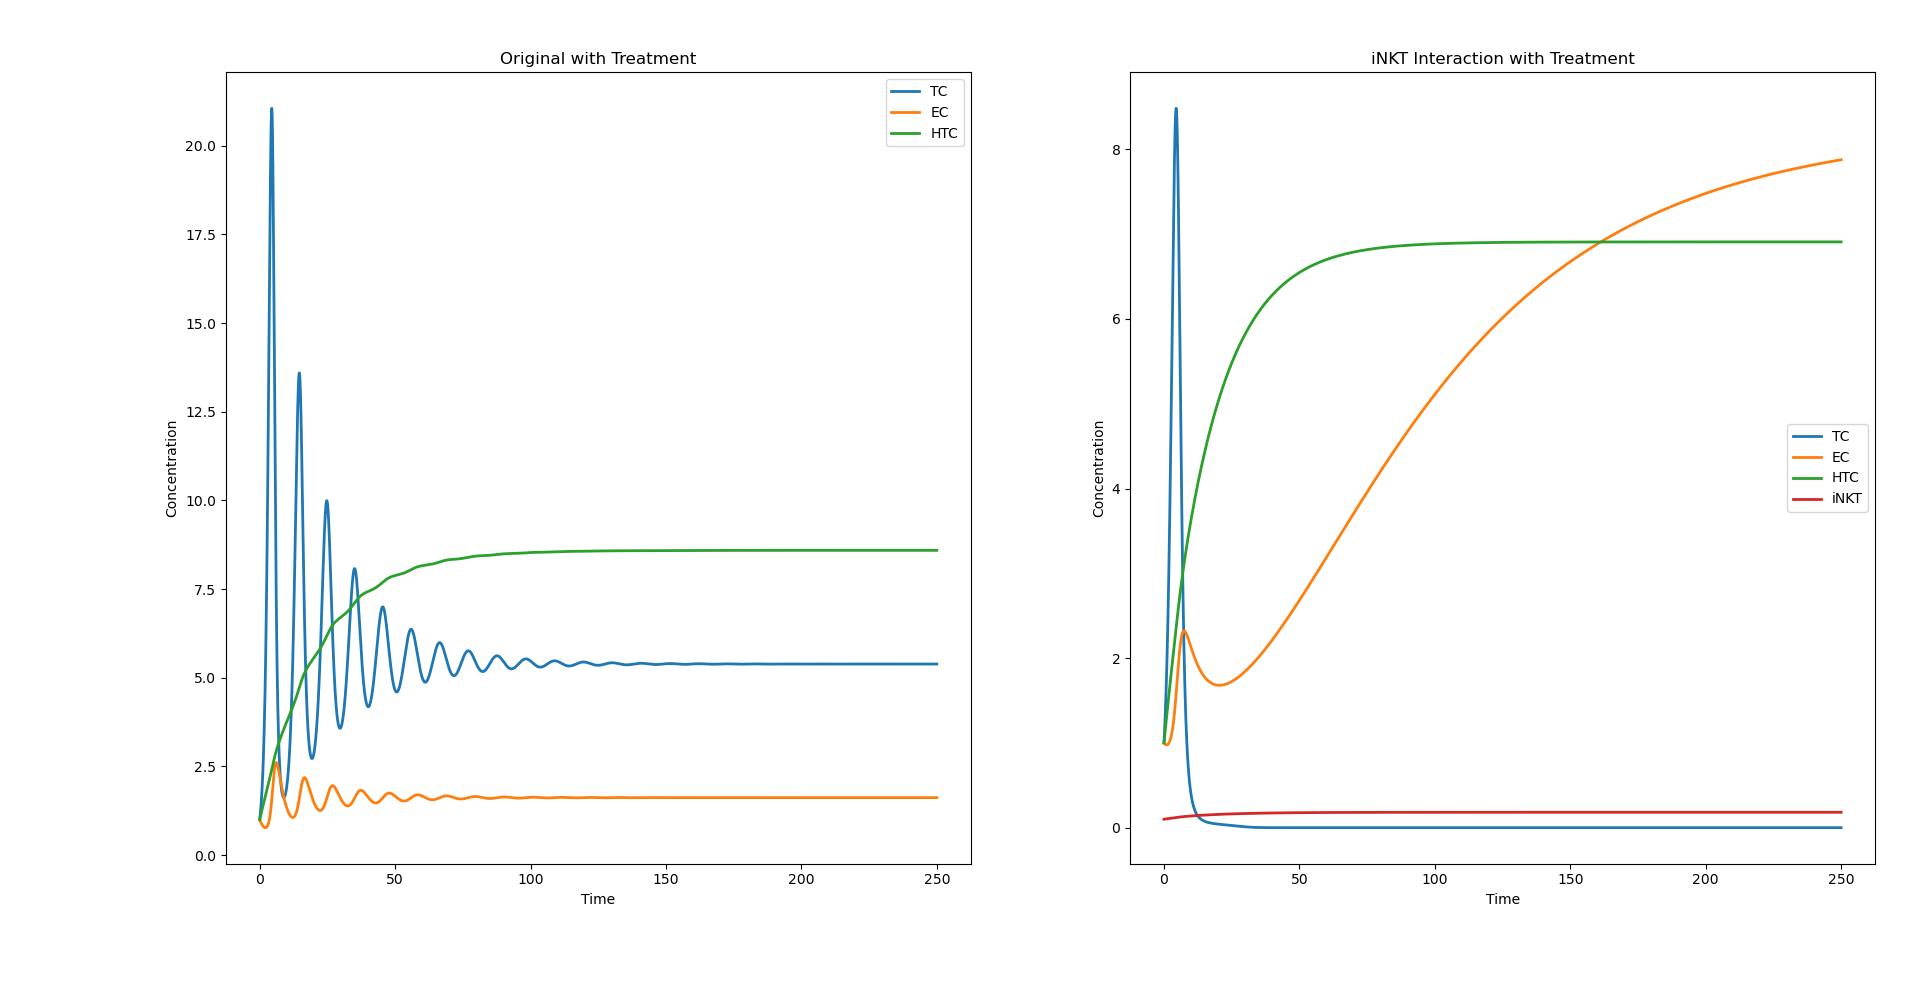 Original with Treatment
TC
EC
HTC
20.0
17.5
15.0
12.5
10.0
7.5
5.0
2.5
0.0
Concentration
0 50 100 150 200 250
Time
iNKT Interaction with Treatment
8
6
4
2
0
Concentration
TC
EC
HTC
iNKT
0 50 100 150 200 250
Time